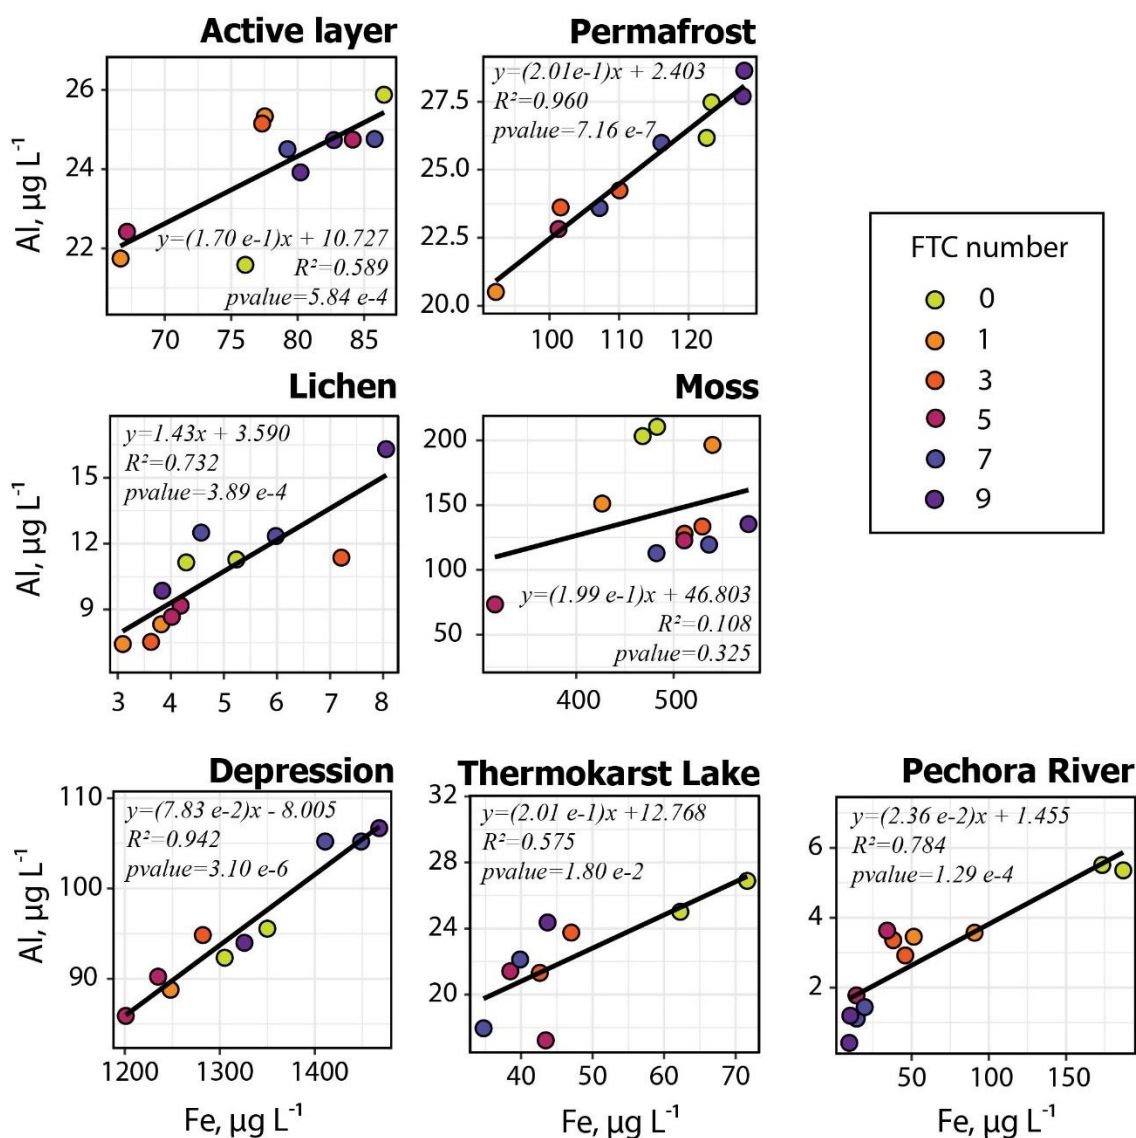 Active layer
Al, µg L⁻¹
26
24
22
y=(1.70 e-1)x + 10.727
R²=0.589
pvalue=5.84 e-4
70 75 80 85
Permafrost
y=(2.01e-1)x + 2.403
R²=0.960
pvalue=7.16 e-7
27.5
25.0
22.5
20.0
100 110 120
FTC number
0
1
3
5
7
9
Lichen
Al, µg L⁻¹
y=1.43x + 3.590
R²=0.732
pvalue=3.89 e-4
15
12
9
3 4 5 6 7 8
Moss
200
150
100
50
y=(1.99 e-1)x + 46.803
R²=0.108
pvalue=0.325
400 500
Depression
Al, µg L⁻¹
110
100
90
y=(7.83 e-2)x - 8.005
R²=0.942
pvalue=3.10 e-6
1200 1300 1400
Fe, µg L⁻¹
Thermokarst Lake
32
28
24
20
y=(2.01 e-1)x +12.768
R²=0.575
pvalue=1.80 e-2
40 50 60 70
Fe, µg L⁻¹
Pechora River
y=(2.36 e-2)x + 1.455
R²=0.784
pvalue=1.29 e-4
6
4
2
50 100 150
Fe, µg L⁻¹